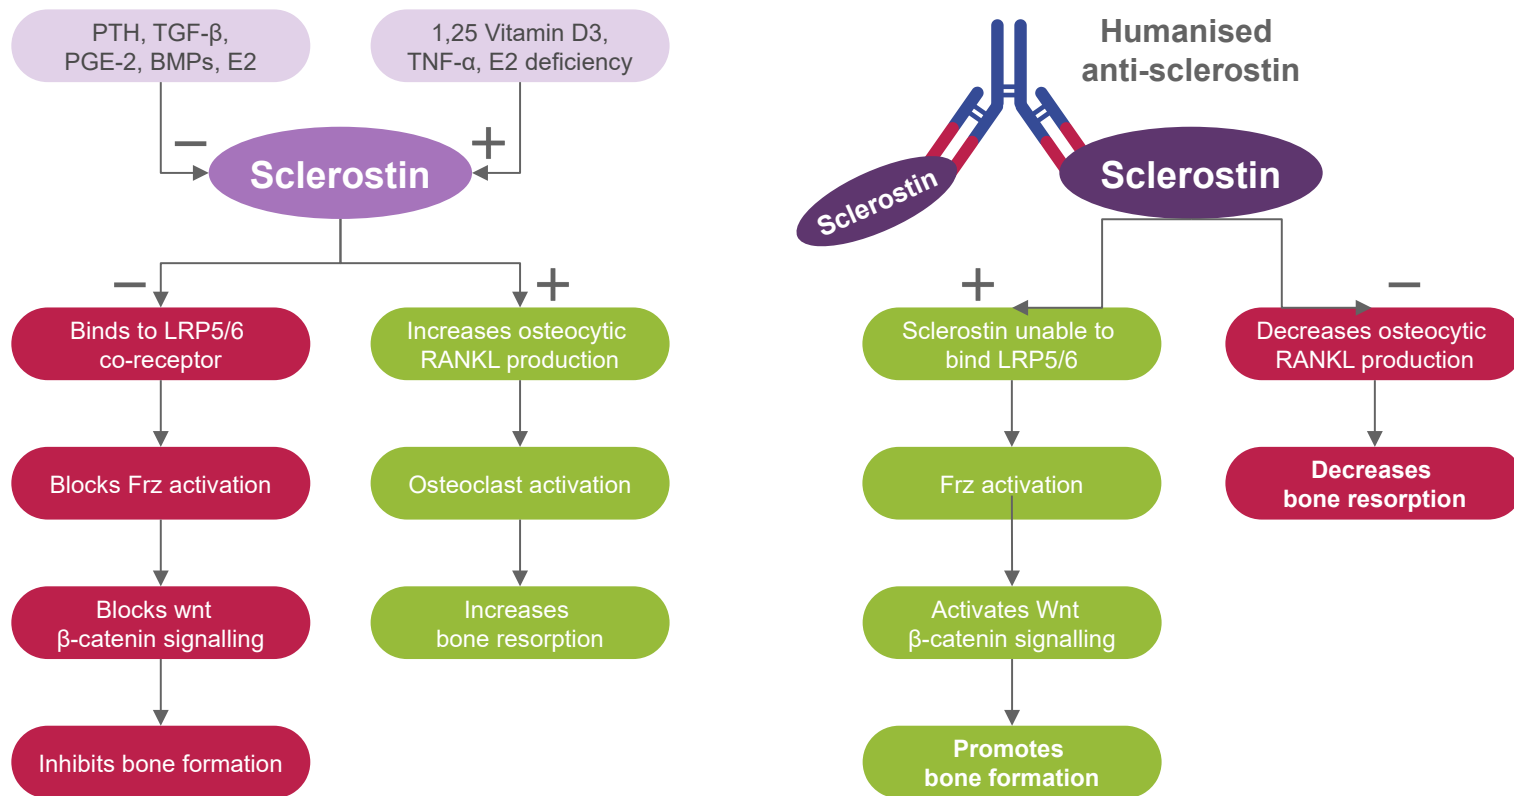 PTH, TGF-β,
PGE-2, BMPs, E2
1,25 Vitamin D3,
TNF-α, E2 deficiency
−
+
Sclerostin
−
+
Binds to LRP5/6
co-receptor
Increases osteocytic
RANKL production
Blocks Frz activation
Osteoclast activation
Blocks wnt
β-catenin signalling
Increases
bone resorption
Inhibits bone formation
Humanised
anti-sclerostin
Sclerostin
Sclerostin
+
−
Sclerostin unable to
bind LRP5/6
Decreases osteocytic
RANKL production
Frz activation
Decreases
bone resorption
Activates Wnt
β-catenin signalling
Promotes
bone formation